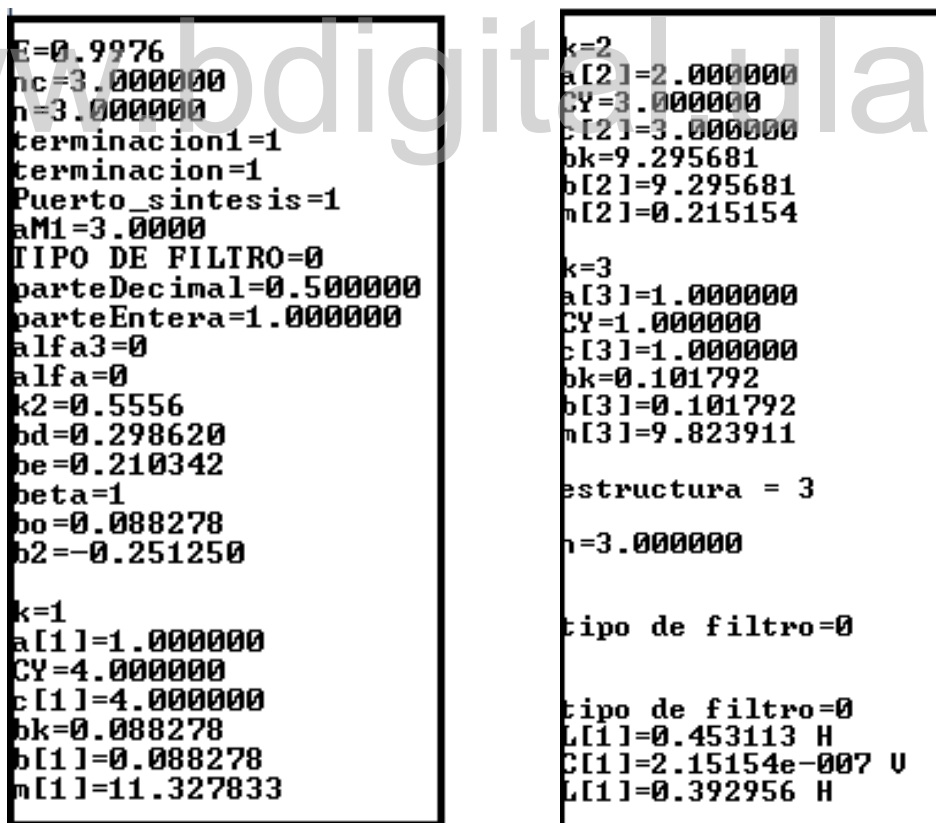 www.bdigital.ula
E=0.9976
nc=3.000000
n=3.000000
terminacion1=1
terminacion=1
Puerto_sintesis=1
aM1=3.0000
TIPO DE FILTRO=0
parteDecimal=0.500000
parteEntera=1.000000
alfa3=0
alfa=0
k2=0.5556
bd=0.298620
be=0.210342
beta=1
bo=0.088278
b2=-0.251250
k=1
a[1]=1.000000
CY=4.000000
c[1]=4.000000
bk=0.088278
b[1]=0.088278
m[1]=11.327833
k=2
a[2]=2.000000
CY=3.000000
c[2]=3.000000
bk=9.295681
b[2]=9.295681
m[2]=0.215154
k=3
a[3]=1.000000
CY=1.000000
c[3]=1.000000
bk=0.101792
b[3]=0.101792
m[3]=9.823911
estructura = 3
n=3.000000
tipo de filtro=0
tipo de filtro=0
L[1]=0.453113 H
C[1]=2.15154e-007 V
L[1]=0.392956 H